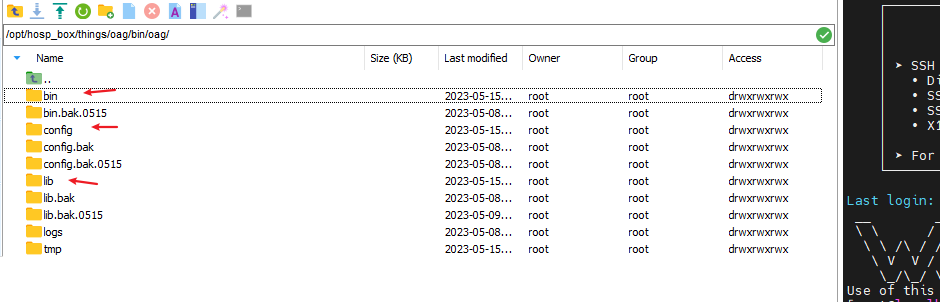 /opt/hosp_box/things/oag/bin/oag/
Name Size (KB) Last modified Owner Group Access
..
bin 2023-05-15... root root drwxrwxrwx
bin.bak.0515 2023-05-08... root root drwxrwxrwx
config 2023-05-15... root root drwxrwxrwx
config.bak 2023-05-08... root root drwxrwxrwx
config.bak.0515 2023-05-08... root root drwxrwxrwx
lib 2023-05-15... root root drwxrwxrwx
lib.bak 2023-05-08... root root drwxrwxrwx
lib.bak.0515 2023-05-09... root root drwxrwxrwx
logs 2023-05-08... root root drwxrwxrwx
tmp 2023-05-15... root root drwxrwxrwx
➤ SSH
• Di
• SS
• SS
• X1
➤ For
Last login:
Use of this